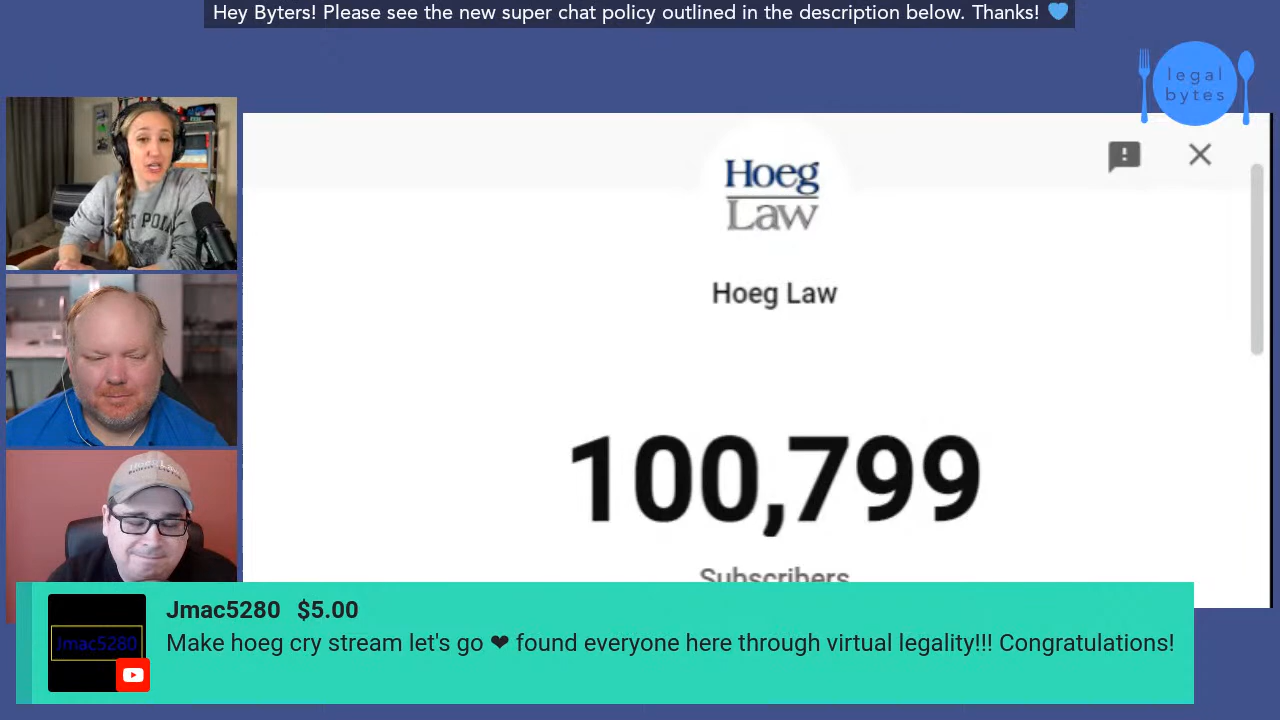 Hey Byters! Please see the new super chat policy outlined in the description below. Thanks! 💙
legal
bytes
Hoeg
Law
Hoeg Law
100,799
Subscribers
Jmac5280 $5.00
Jmac5280
Make hoeg cry stream let's go ❤ found everyone here through virtual legality!!! Congratulations!